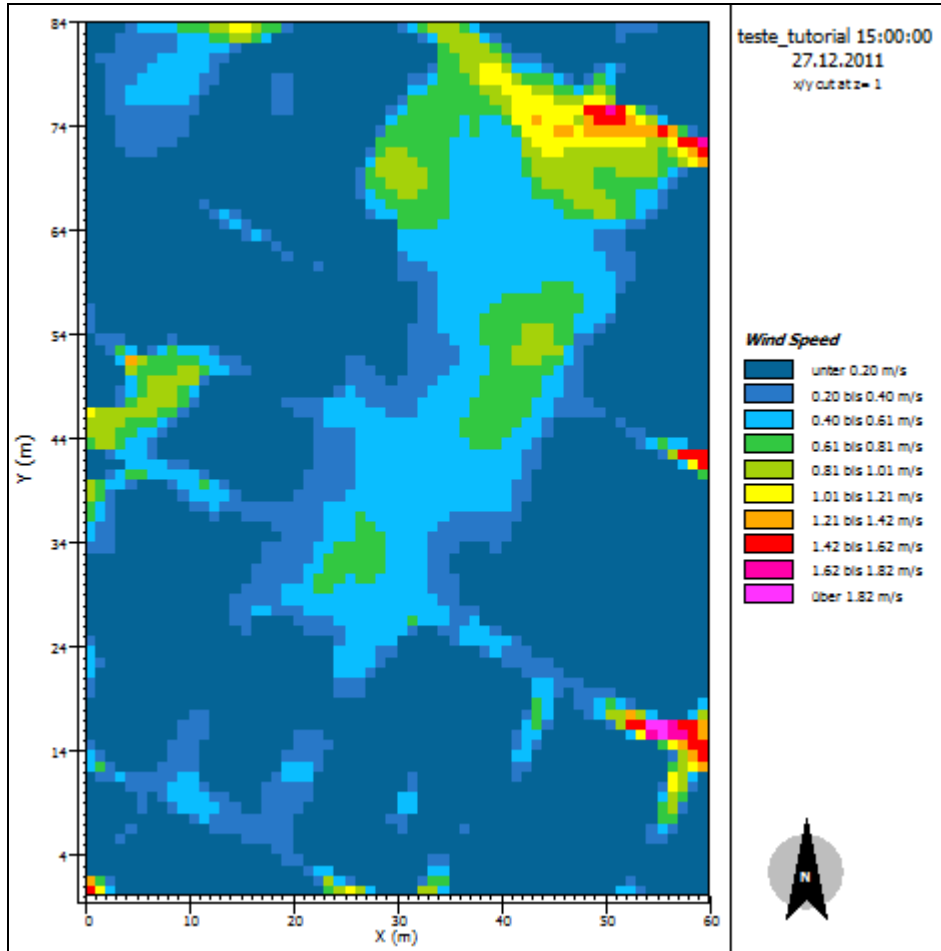 teste_tutorial 15:00:00
27.12.2011
x/y cut at z= 1
84
74
64
54
44
34
24
14
4
Y (m)
0
10
20
30
40
50
60
X (m)
Wind Speed
unter 0.20 m/s
0.20 bis 0.40 m/s
0.40 bis 0.61 m/s
0.61 bis 0.81 m/s
0.81 bis 1.01 m/s
1.01 bis 1.21 m/s
1.21 bis 1.42 m/s
1.42 bis 1.62 m/s
1.62 bis 1.82 m/s
über 1.82 m/s
N